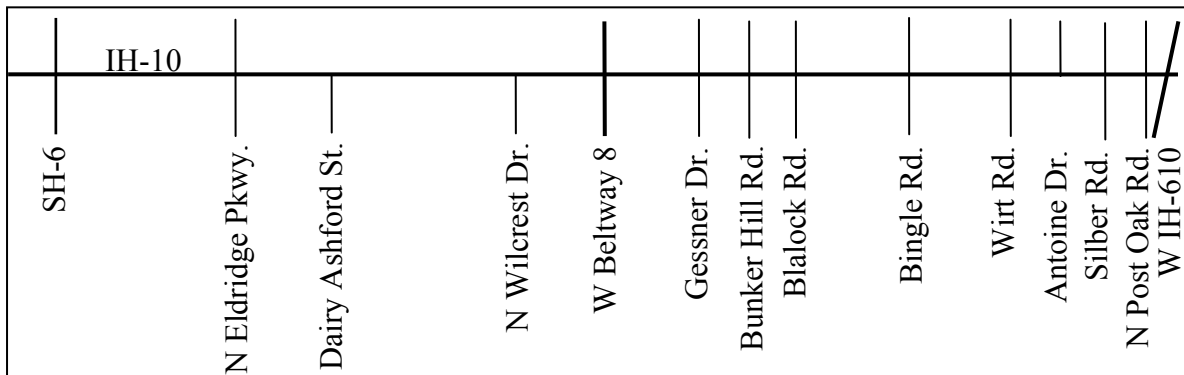 IH-10
SH-6
N Eldridge Pkwy.
Dairy Ashford St.
N Wilcrest Dr.
W Beltway 8
Gessner Dr.
Bunker Hill Rd.
Blalock Rd.
Bingle Rd.
Wirt Rd.
Antoine Dr.
Silber Rd.
N Post Oak Rd.
W IH-610